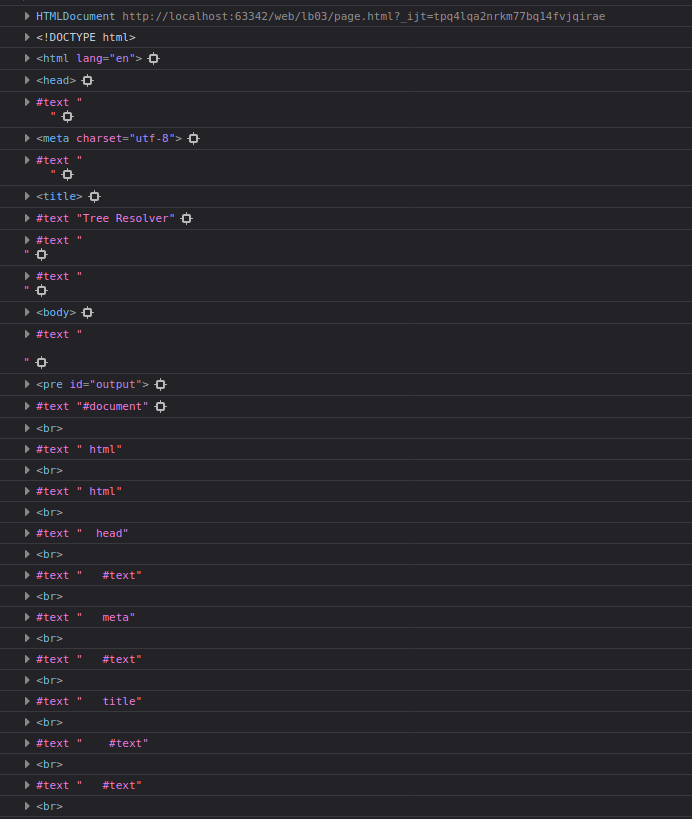 HTMLDocument http://localhost:63342/web/lb03/page.html?_ijt=tpq4lqa2nrkm77bq14fvjqirae
<!DOCTYPE html>
<html lang="en">
<head>
#text "
"
<meta charset="utf-8">
#text "
"
<title>
#text "Tree Resolver"
#text "
"
#text "
"
<body>
#text "
"
<pre id="output">
#text "#document"
<br>
#text " html"
<br>
#text " html"
<br>
#text "  head"
<br>
#text "   #text"
<br>
#text "   meta"
<br>
#text "   #text"
<br>
#text "   title"
<br>
#text "    #text"
<br>
#text "   #text"
<br>